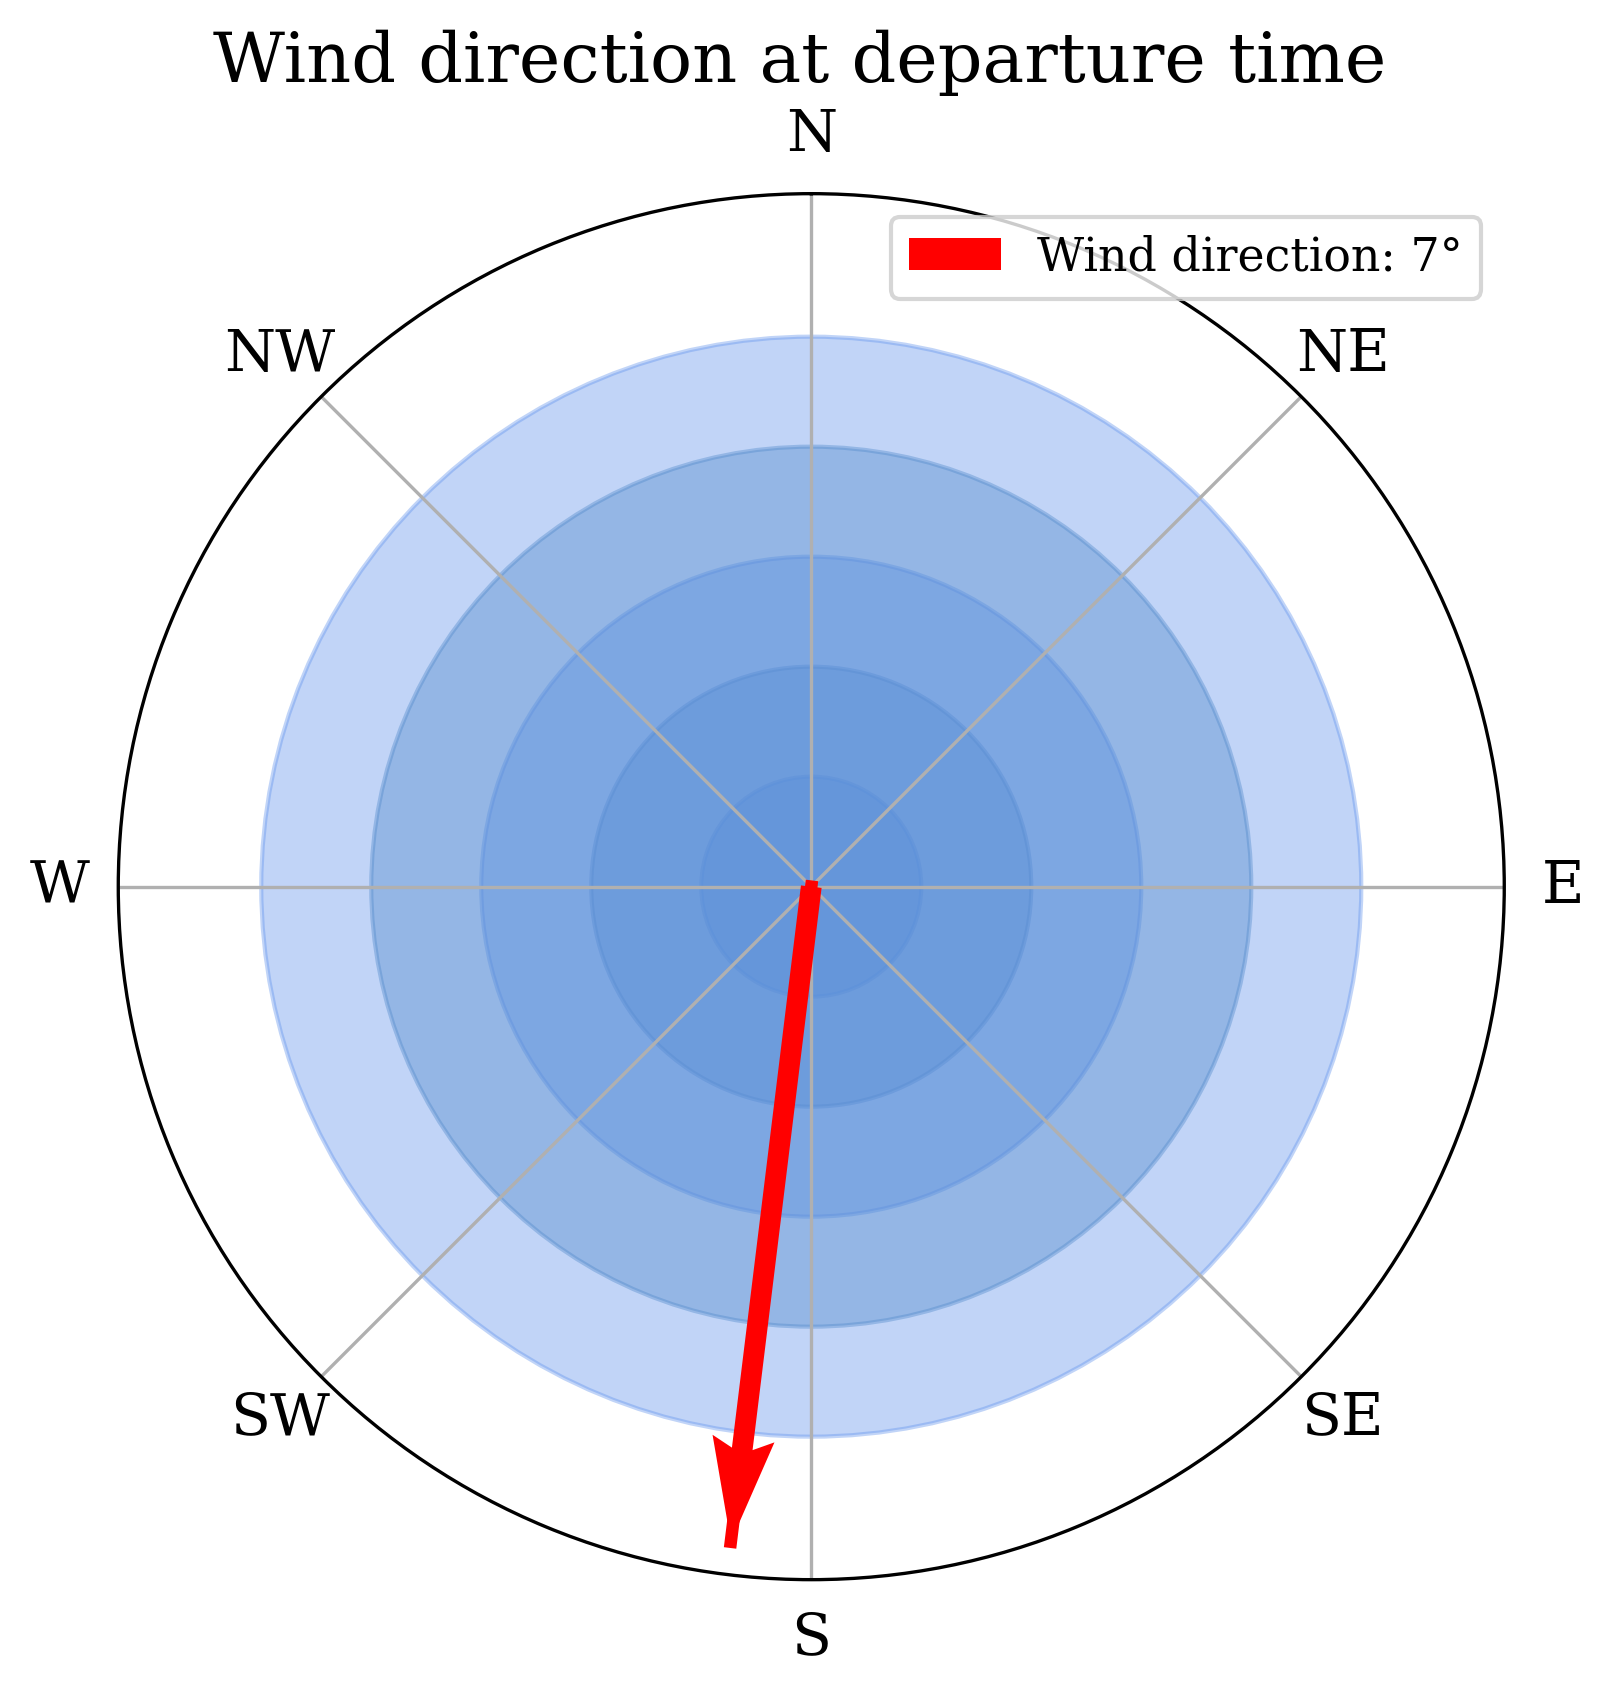 Wind direction at departure time
N
Wind direction: 7°
NW
NE
W
E
SW
SE
S